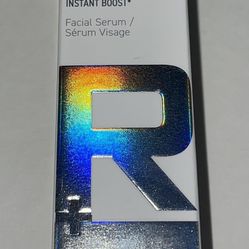 INSTANT BOOST*
Facial Serum /
Sérum Visage
R
+